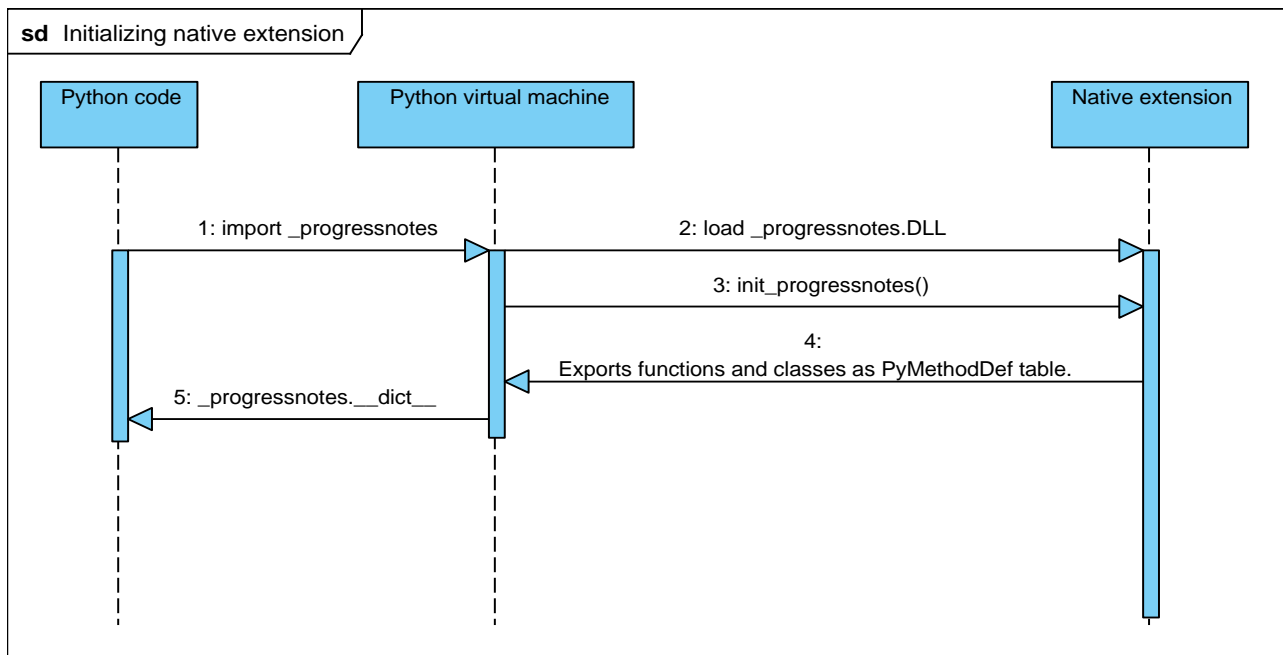 sd Initializing native extension
Python code
Python virtual machine
Native extension
1: import _progressnotes
2: load _progressnotes.DLL
3: init_progressnotes()
4:
Exports functions and classes as PyMethodDef table.
5: _progressnotes.__dict__